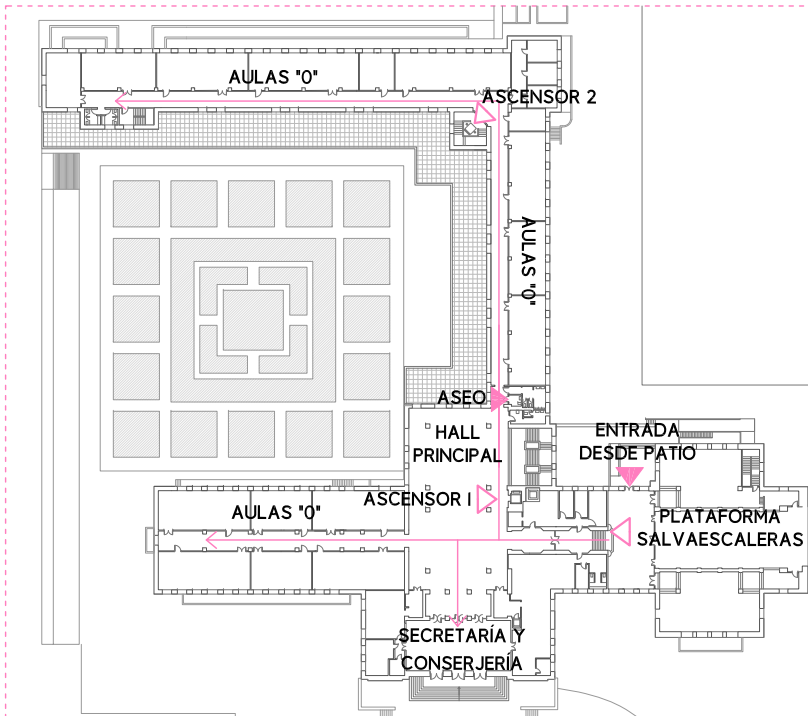 AULAS "0"
ASCENSOR 2
AULAS "0"
ASEO
HALL
PRINCIPAL
ENTRADA
DESDE PATIO
ASCENSOR 1
AULAS "0"
PLATAFORMA
SALVAESCALERAS
SECRETARÍA Y
CONSERJERÍA